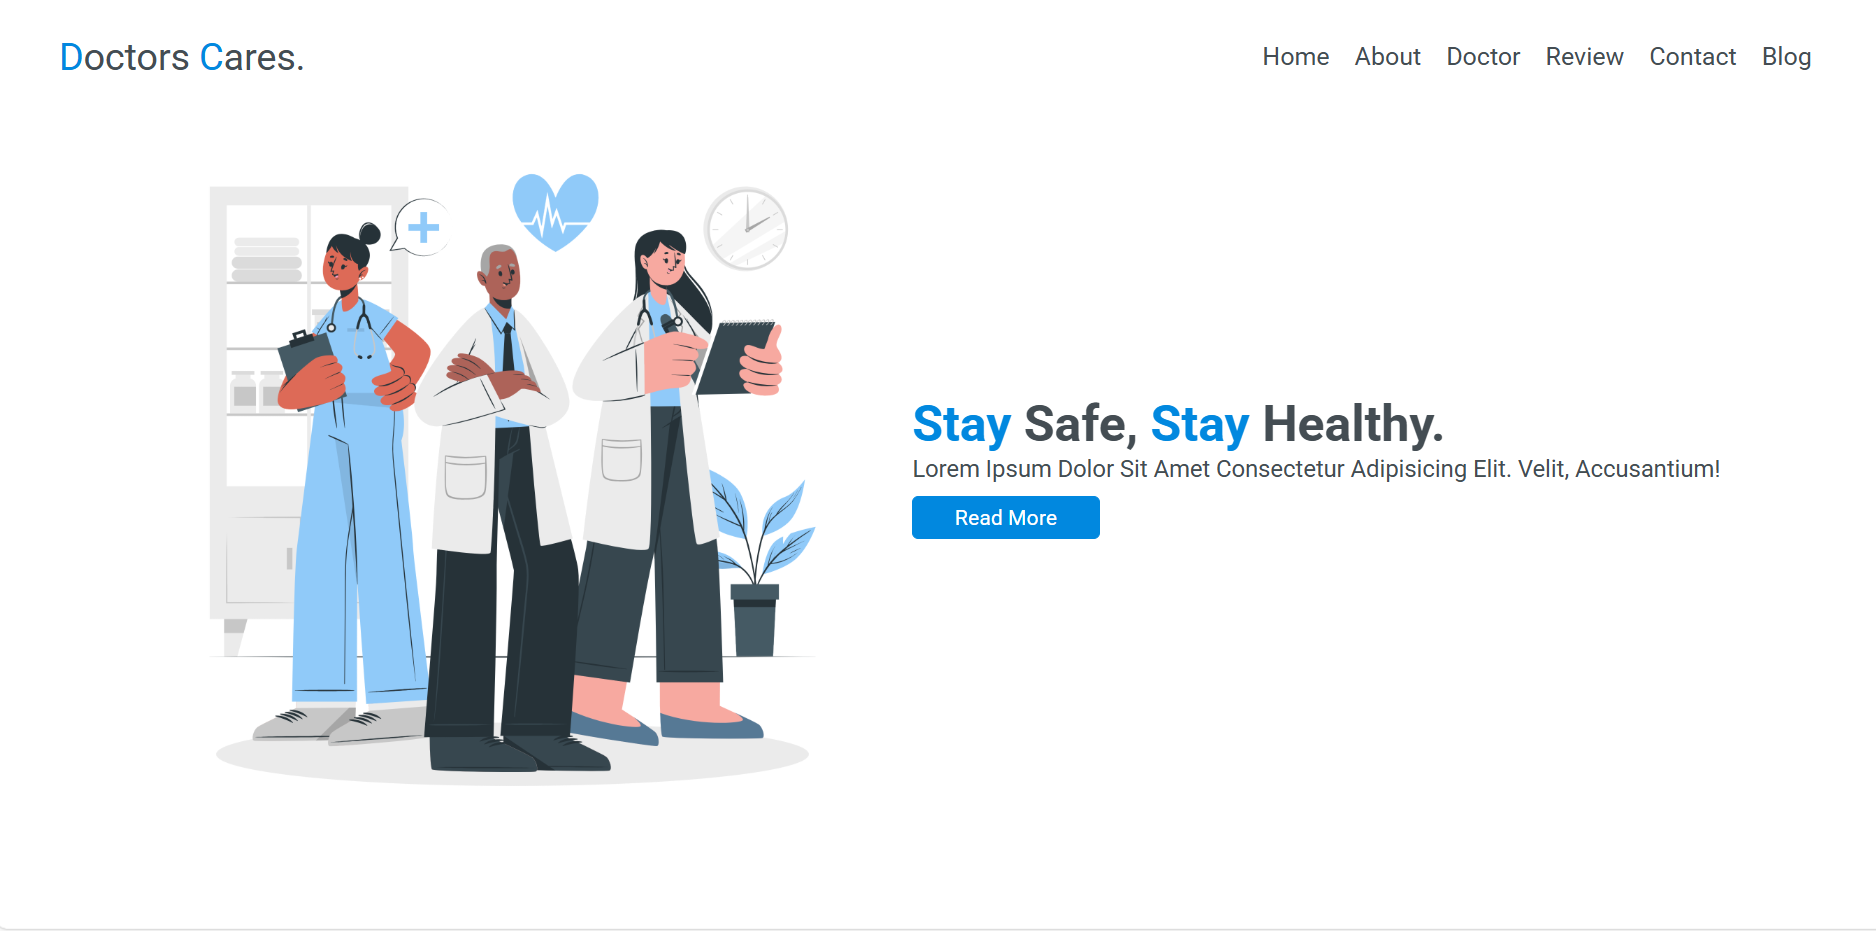 Doctors Cares.
Home About Doctor Review Contact Blog
Stay Safe, Stay Healthy.
Lorem Ipsum Dolor Sit Amet Consectetur Adipisicing Elit. Velit, Accusantium!
Read More